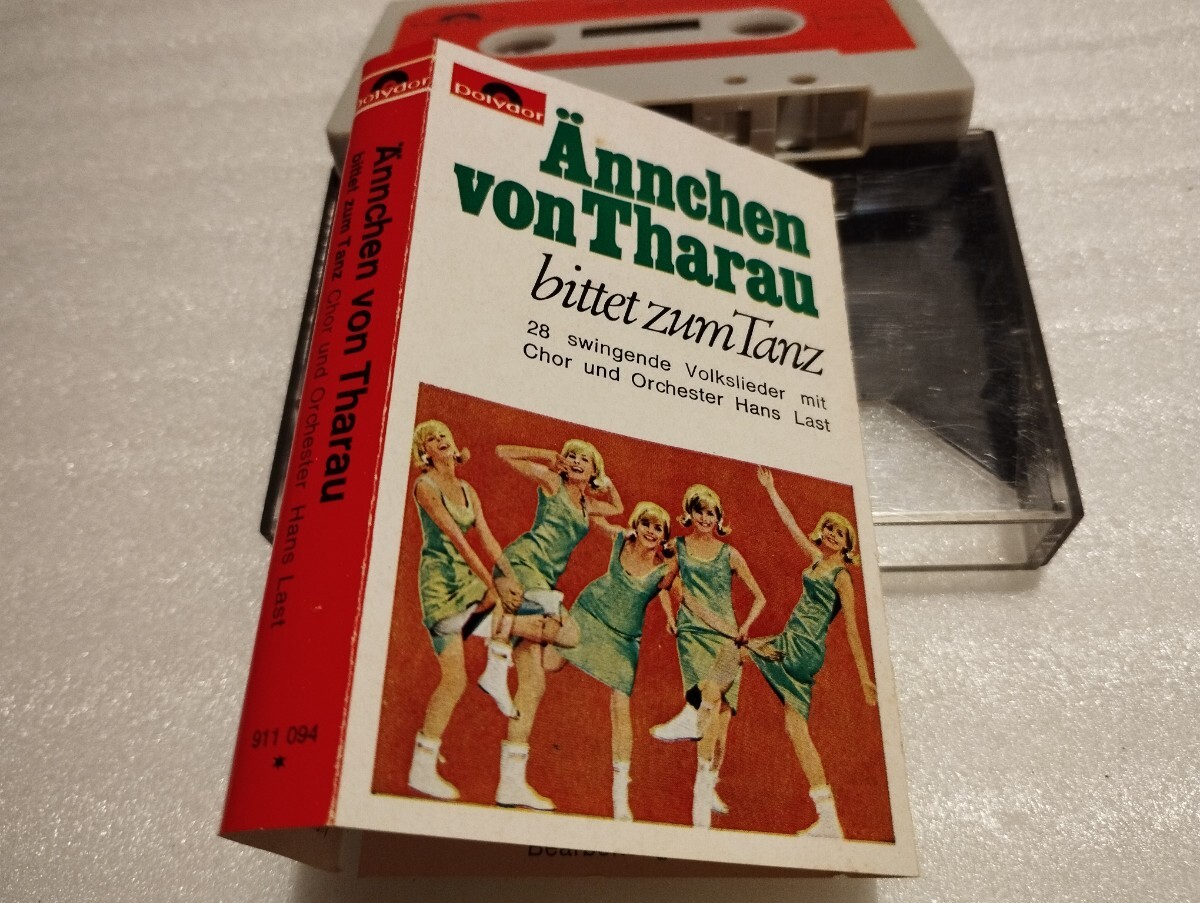 polydor
Ännchen von Tharau
bittet zum Tanz Chor und Orchester Hans Last
911 094
*
polydor
Ännchen
von Tharau
bittet zum Tanz
28 swingende Volkslieder mit
Chor und Orchester Hans Last